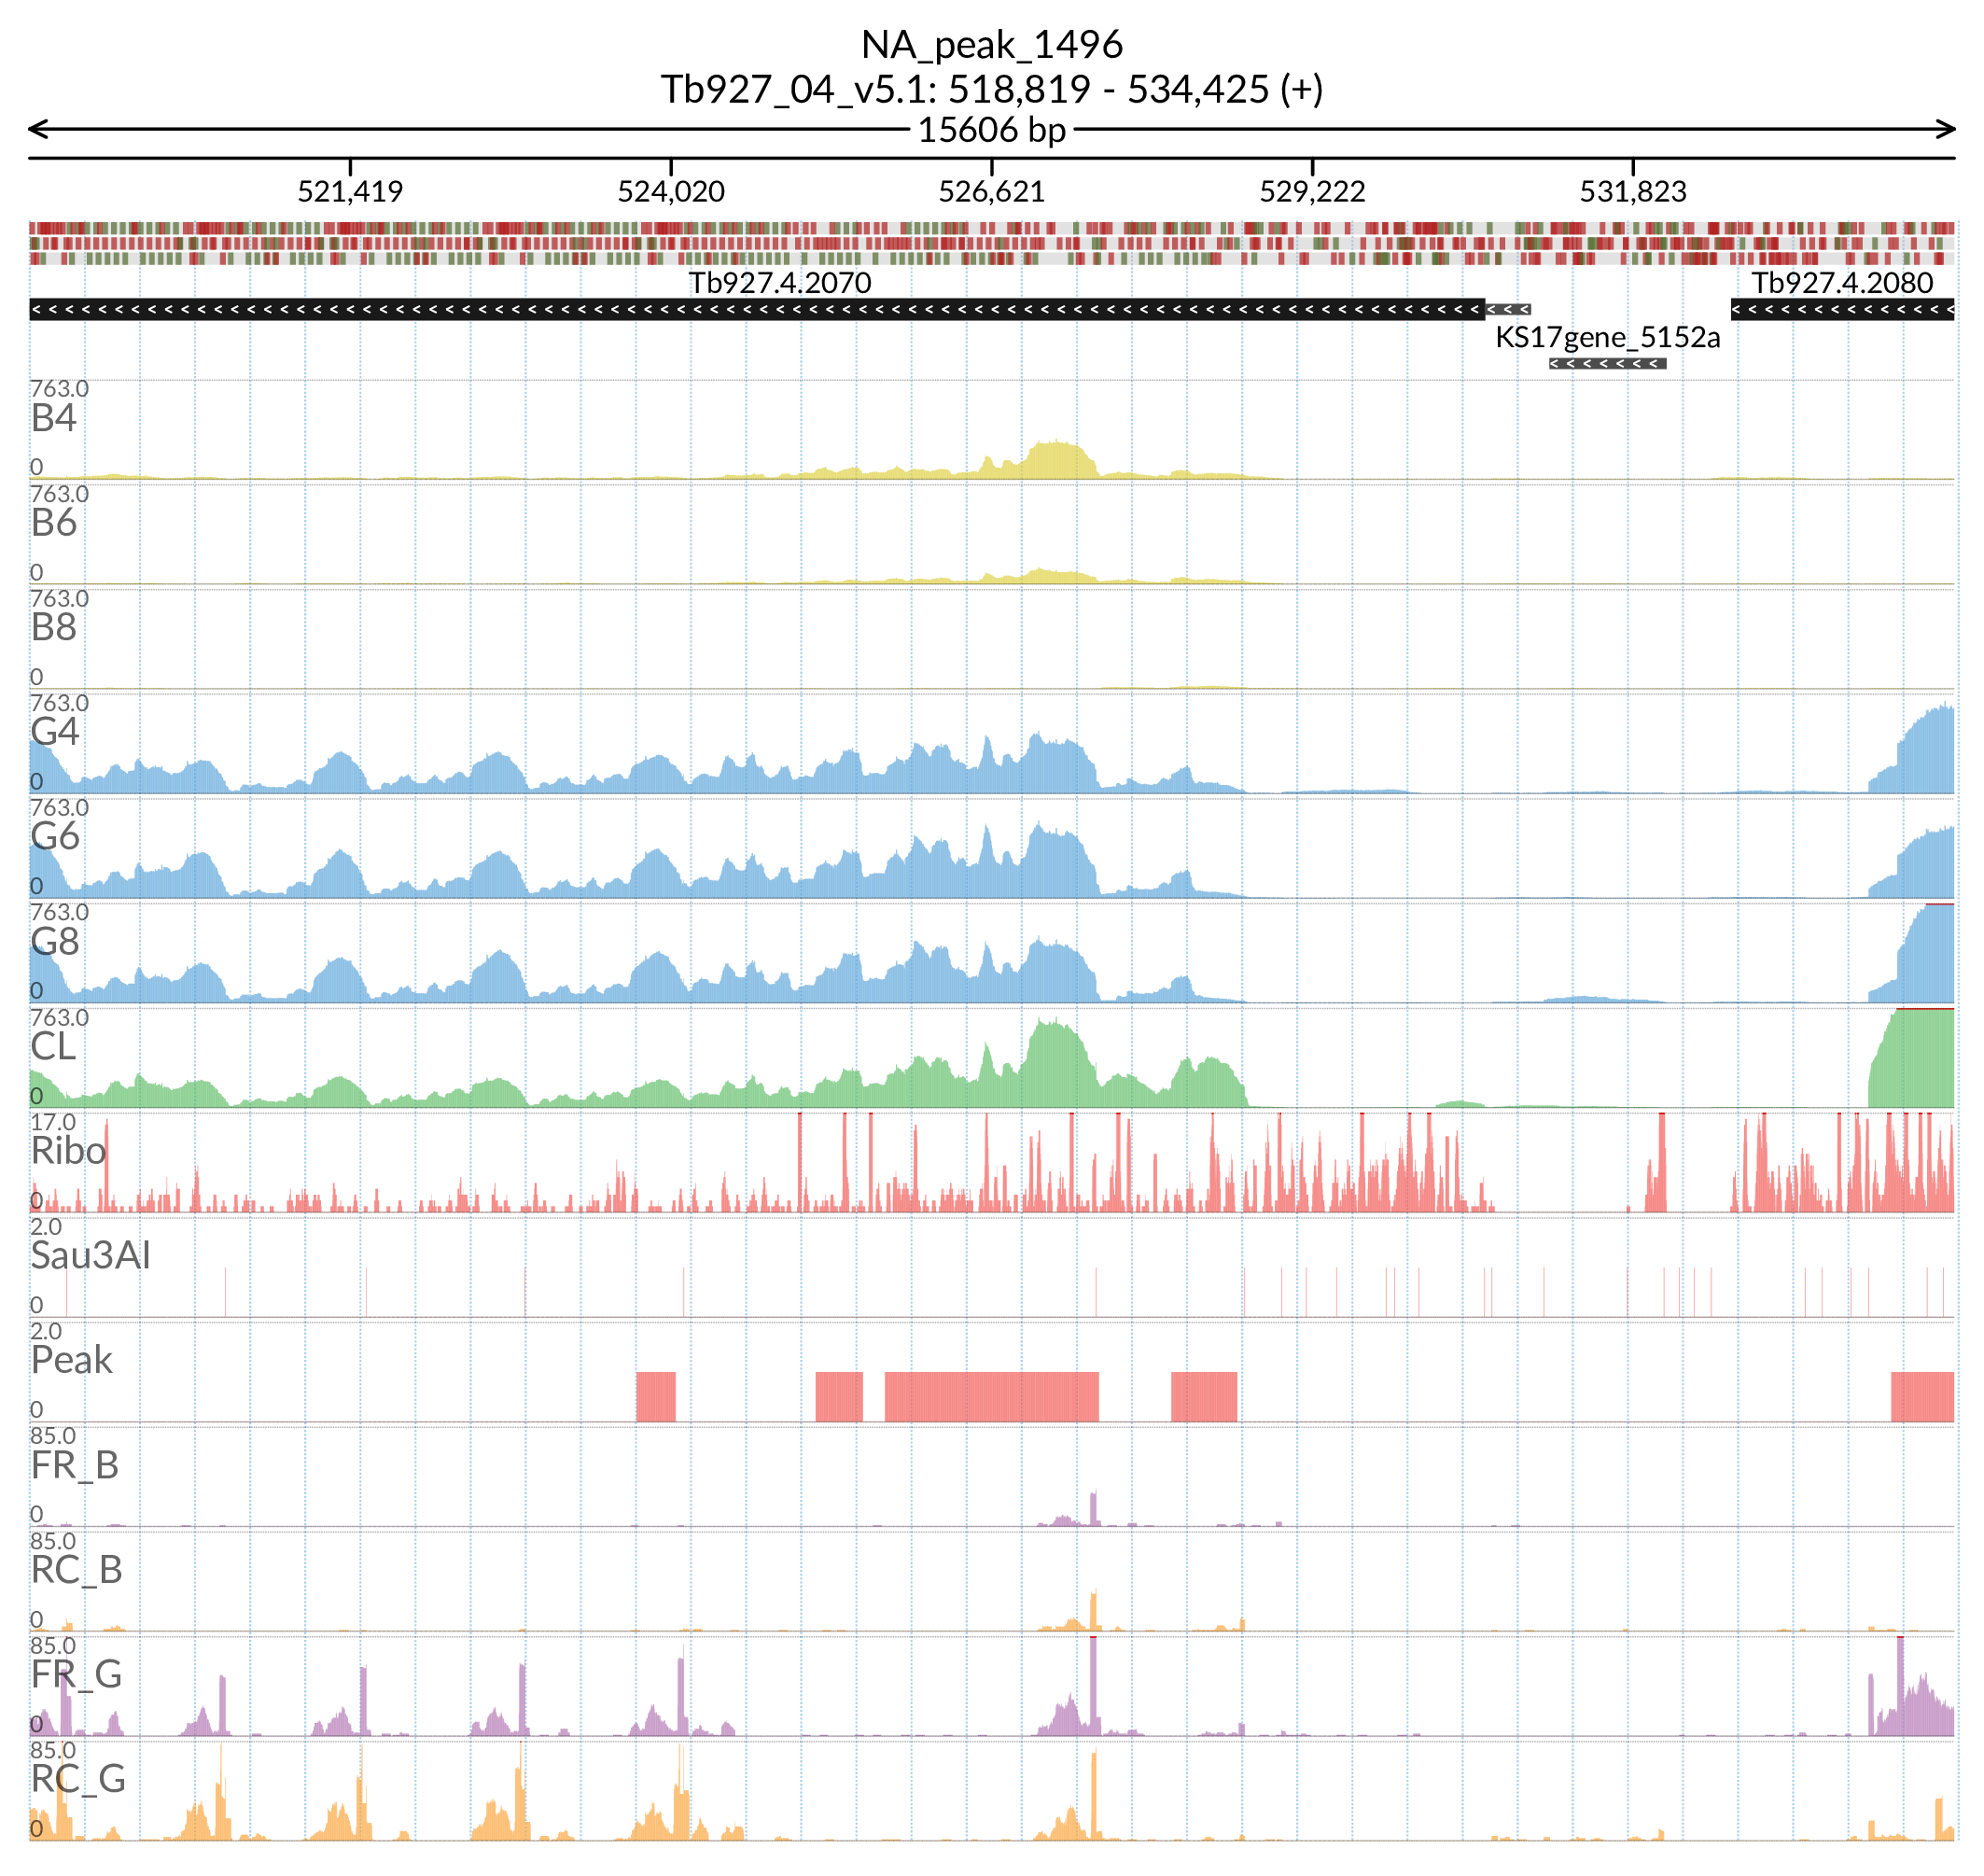 NA_peak_1496
Tb927_04_v5.1: 518,819 - 534,425 (+)
15606 bp
521,419 524,020 526,621 529,222 531,823
Tb927.4.2070 Tb927.4.2080
KS17gene_5152a
763.0
B4
0
763.0
B6
0
763.0
B8
0
763.0
G4
0
763.0
G6
0
763.0
G8
0
763.0
CL
0
17.0
Ribo
0
2.0
Sau3AI
0
2.0
Peak
0
85.0
FR_B
0
85.0
RC_B
0
85.0
FR_G
0
85.0
RC_G
0